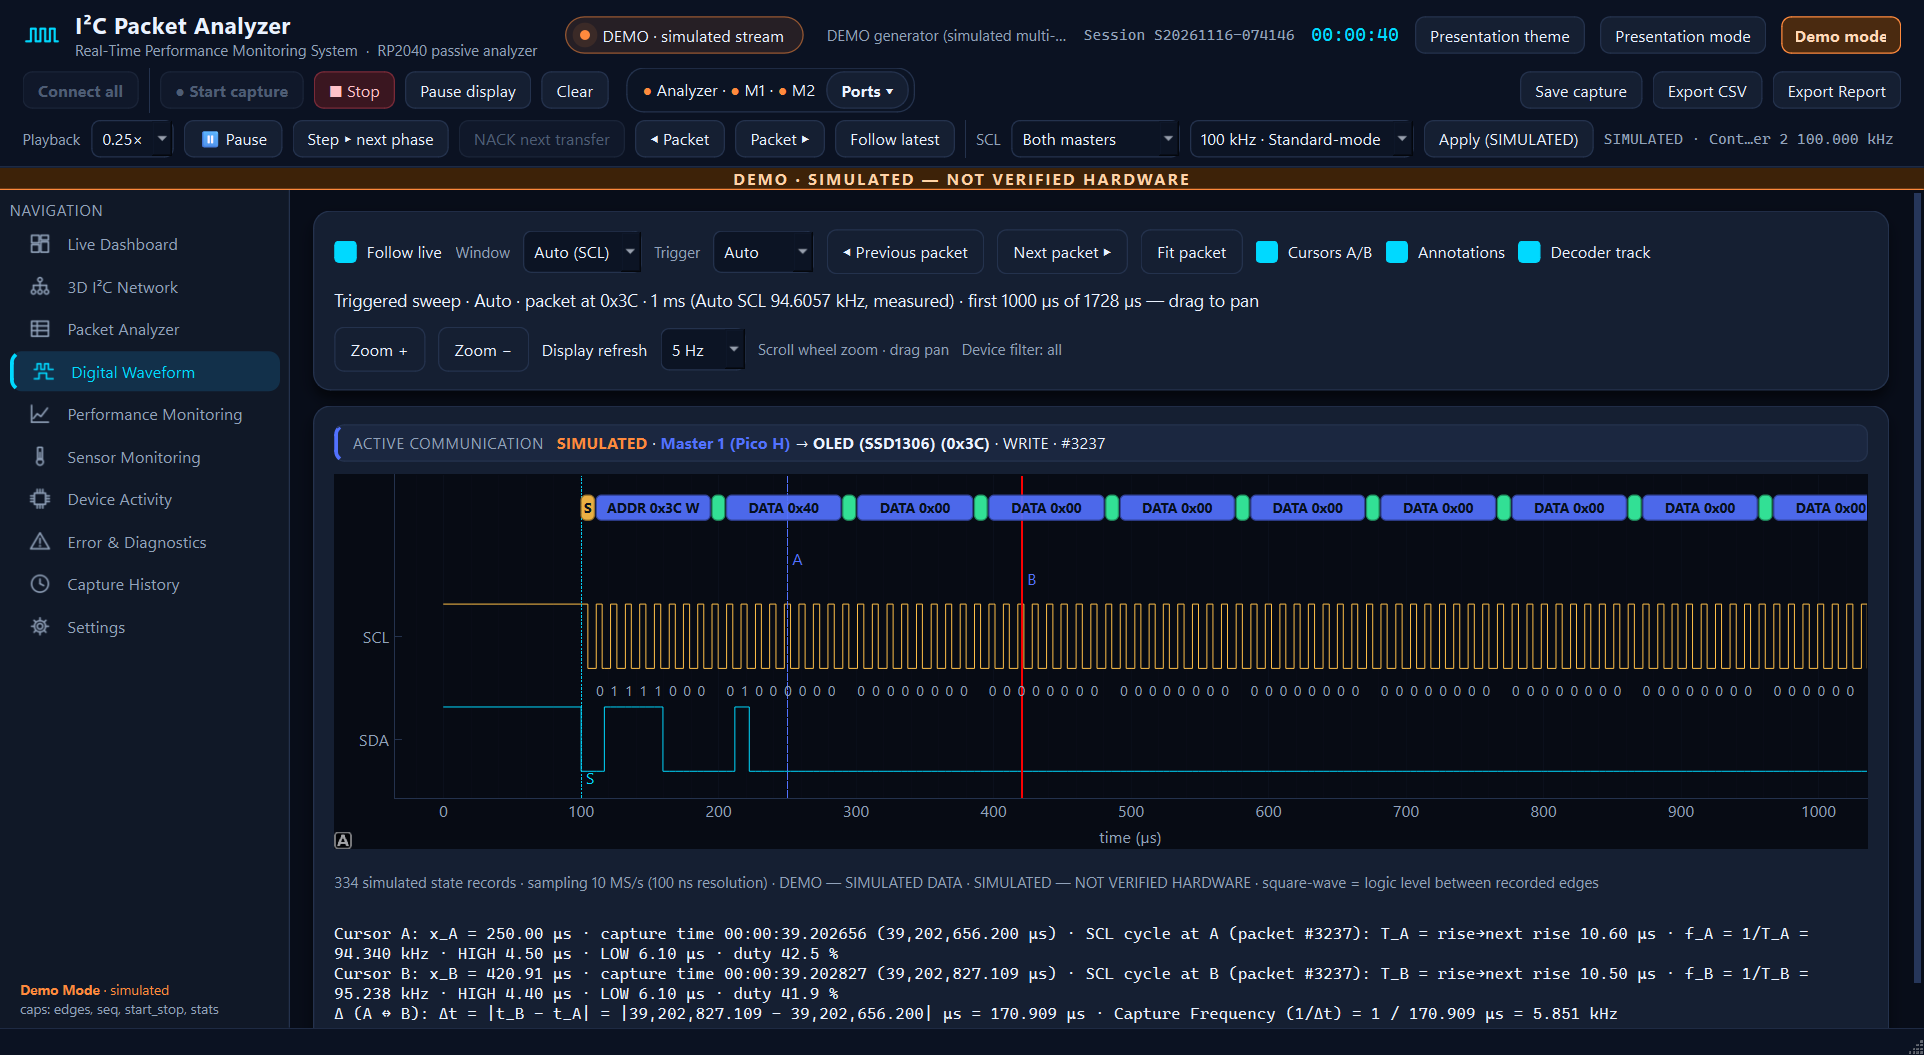 I²C Packet Analyzer
Real-Time Performance Monitoring System · RP2040 passive analyzer
DEMO · simulated stream
DEMO generator (simulated multi-...
Session S20261116-074146
00:00:40
Presentation theme
Presentation mode
Demo mode
Connect all
● Start capture
■ Stop
Pause display
Clear
● Analyzer · ● M1 · ● M2
Ports ▾
Save capture
Export CSV
Export Report
Playback
0.25×
⏸ Pause
Step ▸ next phase
NACK next transfer
◂ Packet
Packet ▸
Follow latest
SCL
Both masters
100 kHz · Standard-mode
Apply (SIMULATED)
SIMULATED · Cont…er 2 100.000 kHz
DEMO · SIMULATED — NOT VERIFIED HARDWARE
NAVIGATION
Live Dashboard
3D I²C Network
Packet Analyzer
Digital Waveform
Performance Monitoring
Sensor Monitoring
Device Activity
Error & Diagnostics
Capture History
Settings
Demo Mode · simulated
caps: edges, seq, start_stop, stats
Follow live
Window
Auto (SCL)
Trigger
Auto
◂ Previous packet
Next packet ▸
Fit packet
Cursors A/B
Annotations
Decoder track
Triggered sweep · Auto · packet at 0x3C · 1 ms (Auto SCL 94.6057 kHz, measured) · first 1000 µs of 1728 µs — drag to pan
Zoom +
Zoom −
Display refresh
5 Hz
Scroll wheel zoom · drag pan
Device filter: all
ACTIVE COMMUNICATION SIMULATED · Master 1 (Pico H) → OLED (SSD1306) (0x3C) · WRITE · #3237
S
ADDR 0x3C W
DATA 0x40
DATA 0x00
DATA 0x00
DATA 0x00
DATA 0x00
DATA 0x00
DATA 0x00
DATA 0x00
DATA 0x00
A
B
SCL
0 1 1 1 1 0 0 0
0 1 0 0 0 0 0 0
0 0 0 0 0 0 0 0
0 0 0 0 0 0 0 0
0 0 0 0 0 0 0 0
0 0 0 0 0 0 0 0
0 0 0 0 0 0 0 0
0 0 0 0 0 0 0 0
0 0 0 0 0 0 0 0
0 0 0 0 0 0
SDA
S
0 100 200 300 400 500 600 700 800 900 1000
time (µs)
A
334 simulated state records · sampling 10 MS/s (100 ns resolution) · DEMO — SIMULATED DATA · SIMULATED — NOT VERIFIED HARDWARE · square-wave = logic level between recorded edges
Cursor A: x_A = 250.00 µs · capture time 00:00:39.202656 (39,202,656.200 µs) · SCL cycle at A (packet #3237): T_A = rise→next rise 10.60 µs · f_A = 1/T_A =
94.340 kHz · HIGH 4.50 µs · LOW 6.10 µs · duty 42.5 %
Cursor B: x_B = 420.91 µs · capture time 00:00:39.202827 (39,202,827.109 µs) · SCL cycle at B (packet #3237): T_B = rise→next rise 10.50 µs · f_B = 1/T_B =
95.238 kHz · HIGH 4.40 µs · LOW 6.10 µs · duty 41.9 %
Δ (A ↔ B): Δt = |t_B − t_A| = |39,202,827.109 − 39,202,656.200| µs = 170.909 µs · Capture Frequency (1/Δt) = 1 / 170.909 µs = 5.851 kHz